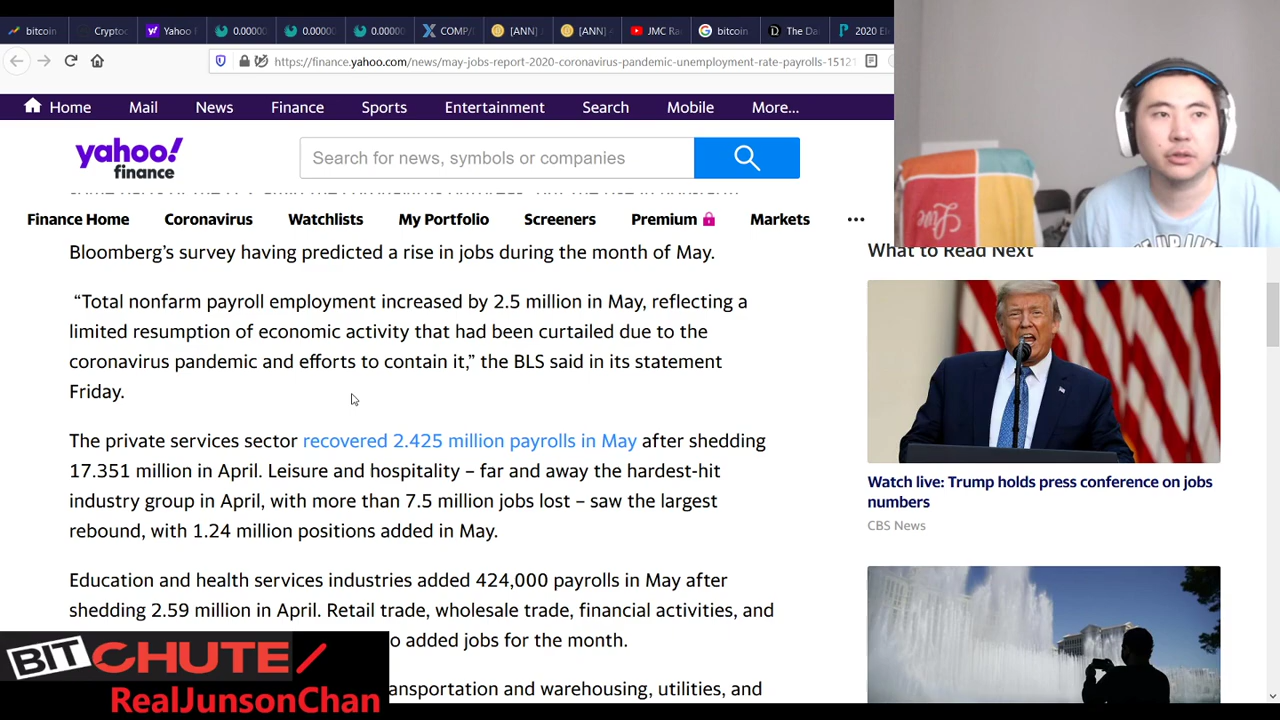 bitcoin
Cryptoc
Yahoo
0.00000
0.00000
0.00000
COMP/
[ANN]
[ANN]
JMC Ra
bitcoin
The Da
2020 El
https://finance.yahoo.com/news/may-jobs-report-2020-coronavirus-pandemic-unemployment-rate-payrolls-15121
Home Mail News Finance Sports Entertainment Search Mobile More...
yahoo!
finance
Search for news, symbols or companies
Finance Home Coronavirus Watchlists My Portfolio Screeners Premium Markets ...
Bloomberg’s survey having predicted a rise in jobs during the month of May.
“Total nonfarm payroll employment increased by 2.5 million in May, reflecting a
limited resumption of economic activity that had been curtailed due to the
coronavirus pandemic and efforts to contain it,” the BLS said in its statement
Friday.
The private services sector recovered 2.425 million payrolls in May after shedding
17.351 million in April. Leisure and hospitality – far and away the hardest-hit
industry group in April, with more than 7.5 million jobs lost – saw the largest
rebound, with 1.24 million positions added in May.
Education and health services industries added 424,000 payrolls in May after
shedding 2.59 million in April. Retail trade, wholesale trade, financial activities, and
o added jobs for the month.
ansportation and warehousing, utilities, and
What to Read Next
Watch live: Trump holds press conference on jobs
numbers
CBS News
Live
BITCHUTE/
RealJunsonChan